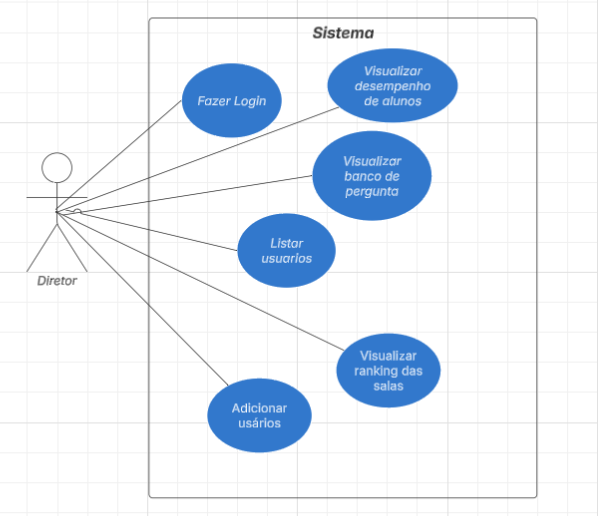 Sistema
Fazer Login
Visualizar
desempenho
de alunos
Visualizar
banco de
pergunta
Listar
usuarios
Diretor
Visualizar
ranking das
salas
Adicionar
usários